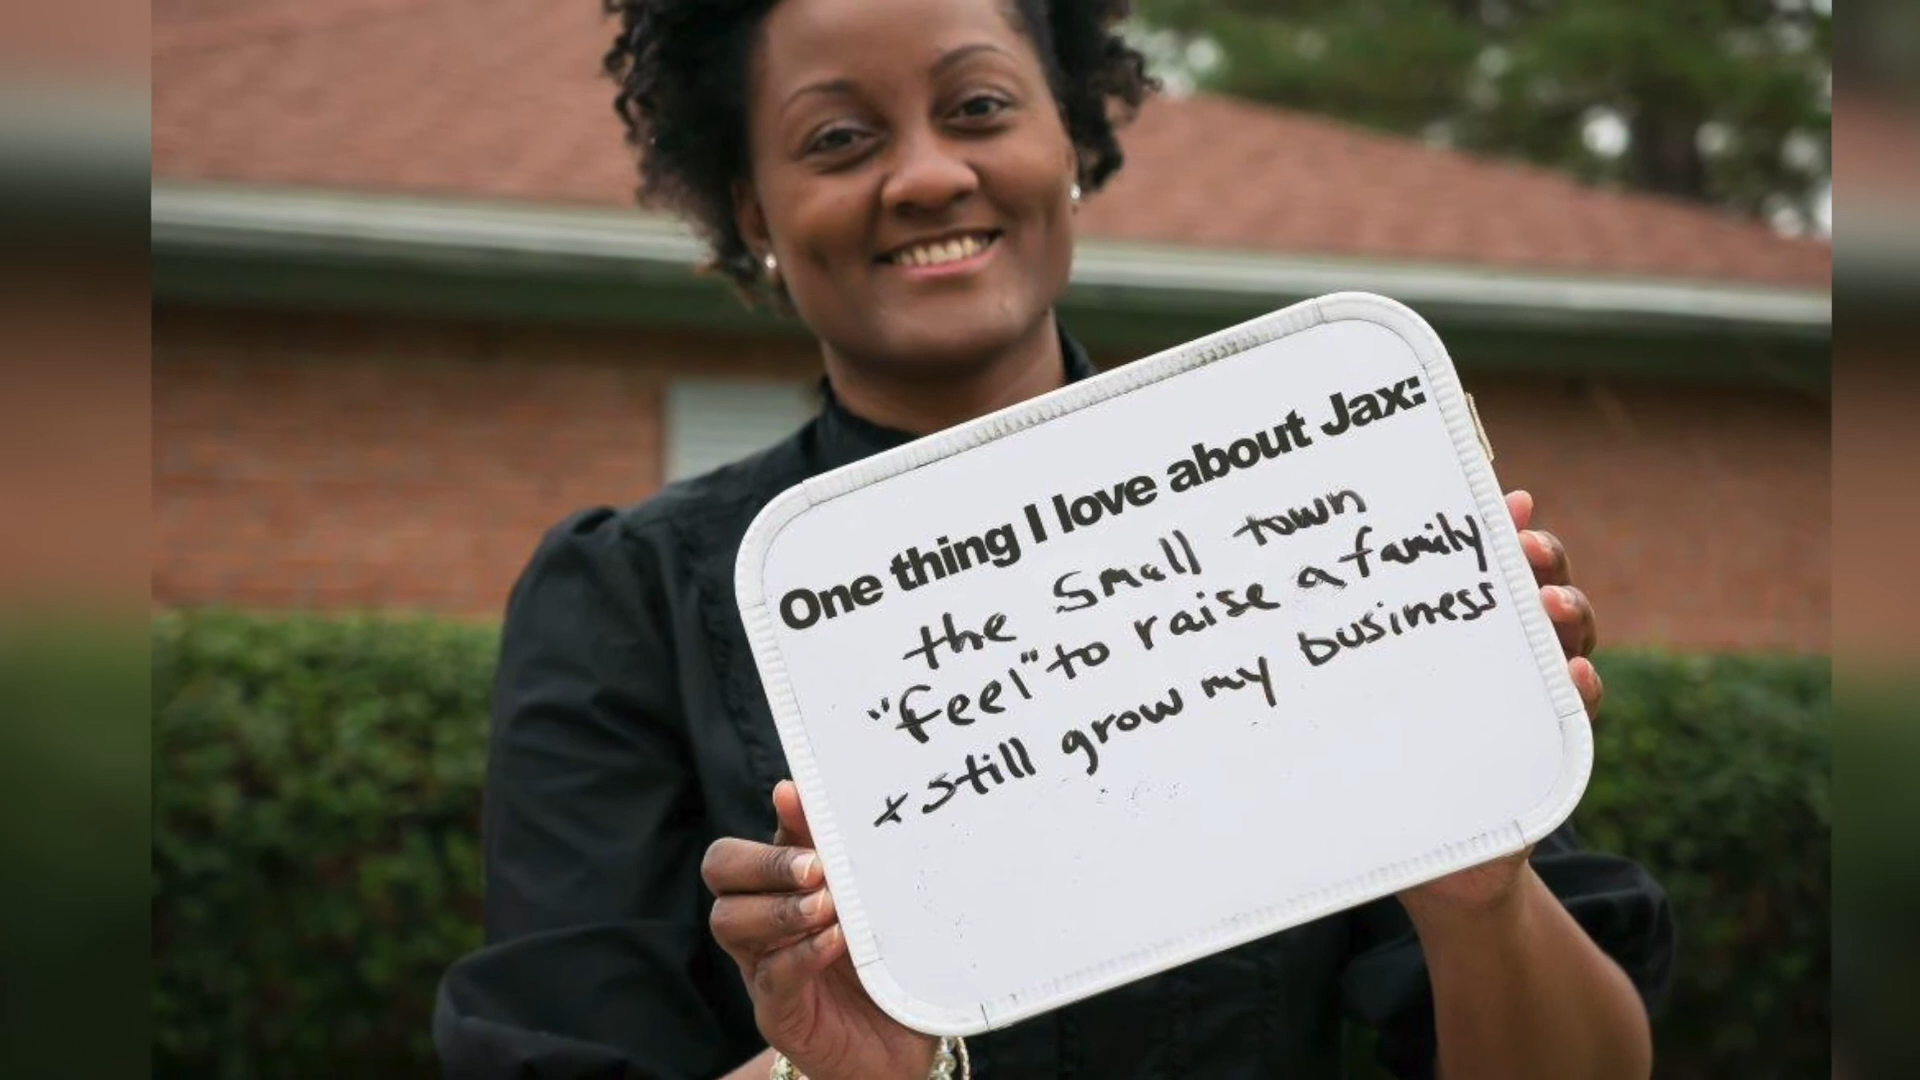 One thing I love about Jax:
the Small town
"feel" to raise a family
+ still grow my business